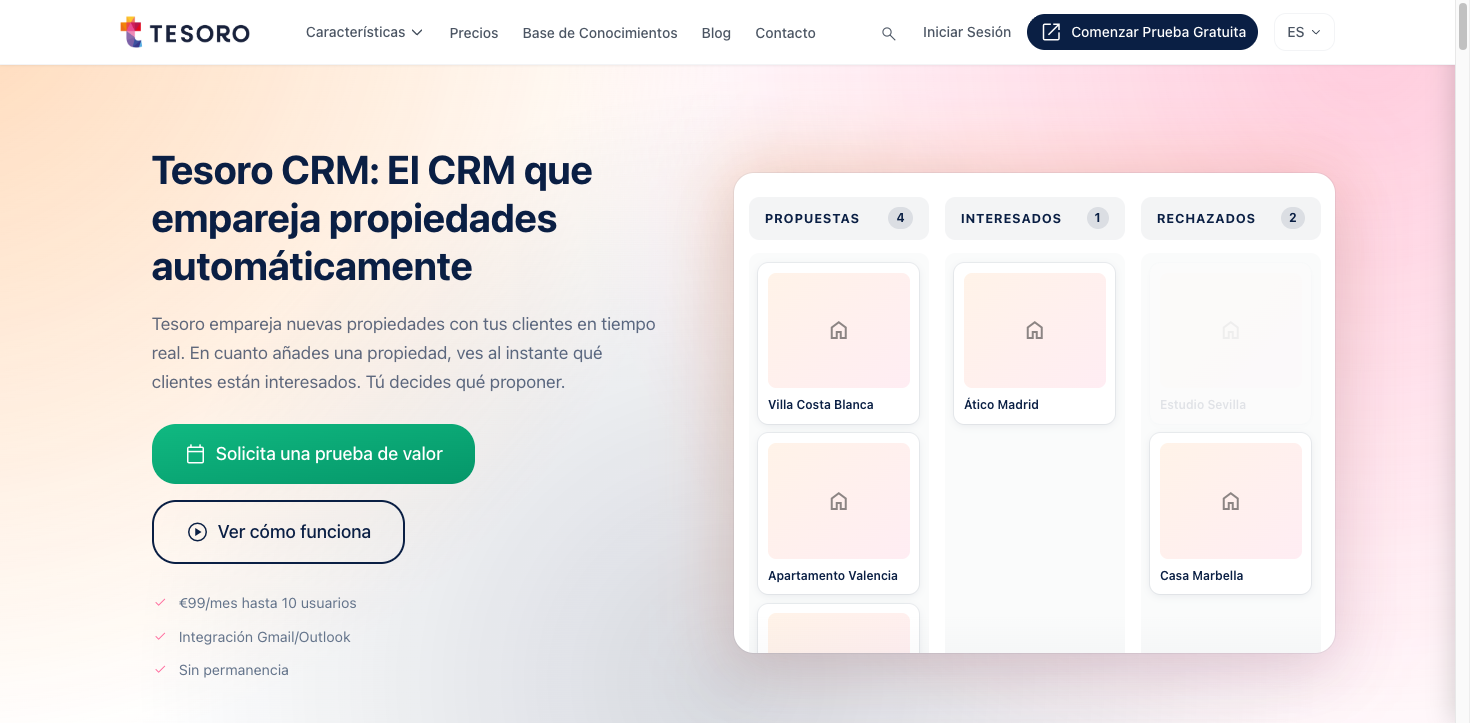 TESORO
Características
Precios
Base de Conocimientos
Blog
Contacto
Iniciar Sesión
Comenzar Prueba Gratuita
ES
Tesoro CRM: El CRM que
empareja propiedades
automáticamente
Tesoro empareja nuevas propiedades con tus clientes en tiempo
real. En cuanto añades una propiedad, ves al instante qué
clientes están interesados. Tú decides qué proponer.
Solicita una prueba de valor
Ver cómo funciona
€99/mes hasta 10 usuarios
Integración Gmail/Outlook
Sin permanencia
PROPUESTAS 4
Villa Costa Blanca
Apartamento Valencia
INTERESADOS 1
Ático Madrid
RECHAZADOS 2
Estudio Sevilla
Casa Marbella